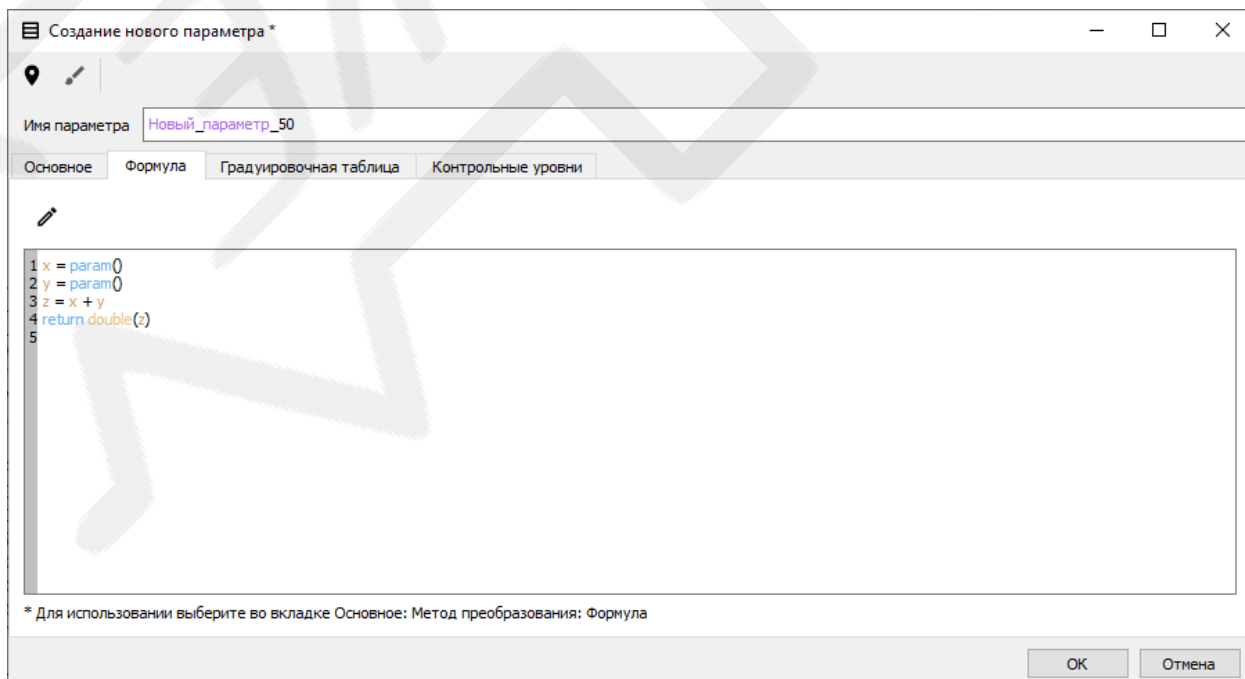 Создание нового параметра *
Имя параметра Новый_параметр_50
Основное Формула Градуировочная таблица Контрольные уровни
1 x = param()
2 y = param()
3 z = x + y
4 return double(z)
5
* Для использовании выберите во вкладке Основное: Метод преобразования: Формула
OK Отмена